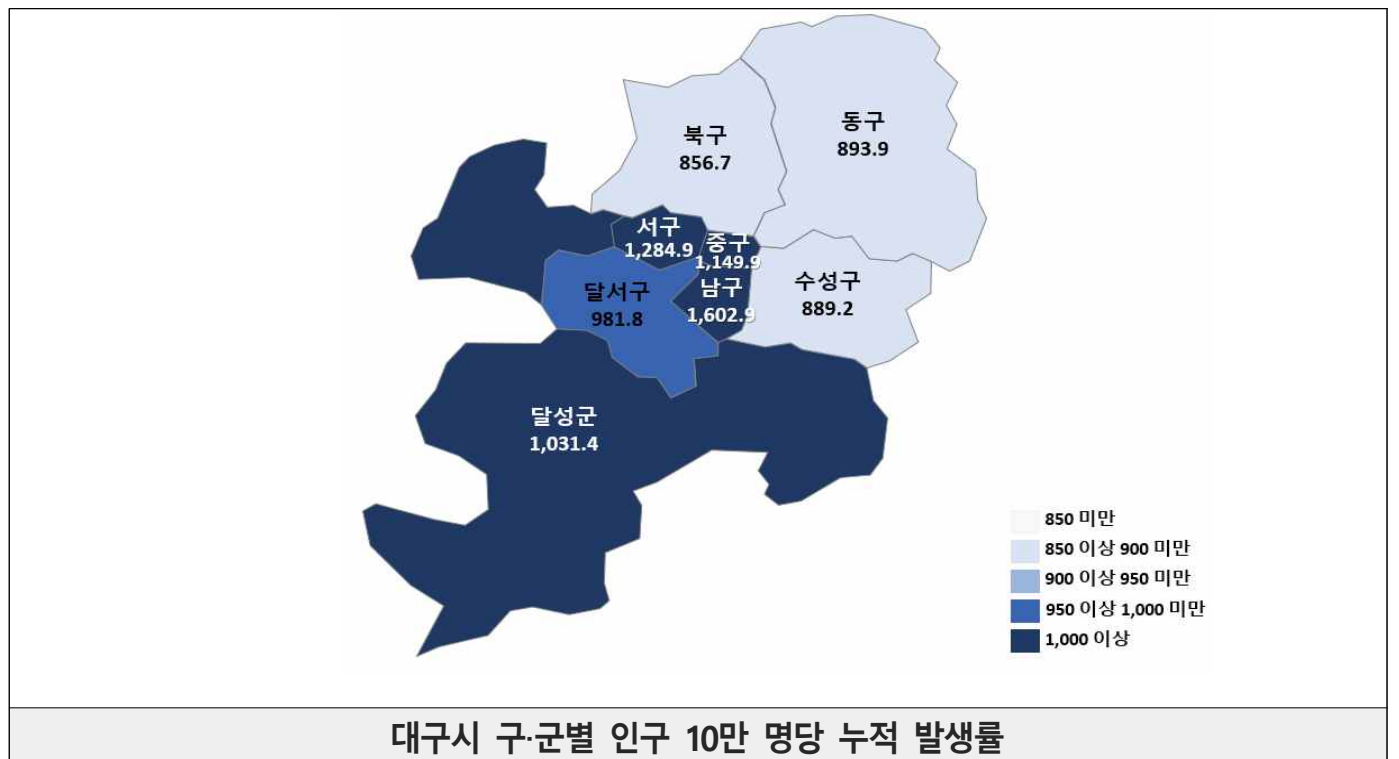 동구
893.9
북구
856.7
서구
1,284.9
중구
1,149.9
수성구
889.2
달서구
981.8
남구
1,602.9
달성군
1,031.4
850 미만
850 이상 900 미만
900 이상 950 미만
950 이상 1,000 미만
1,000 이상
대구시 구·군별 인구 10만 명당 누적 발생률